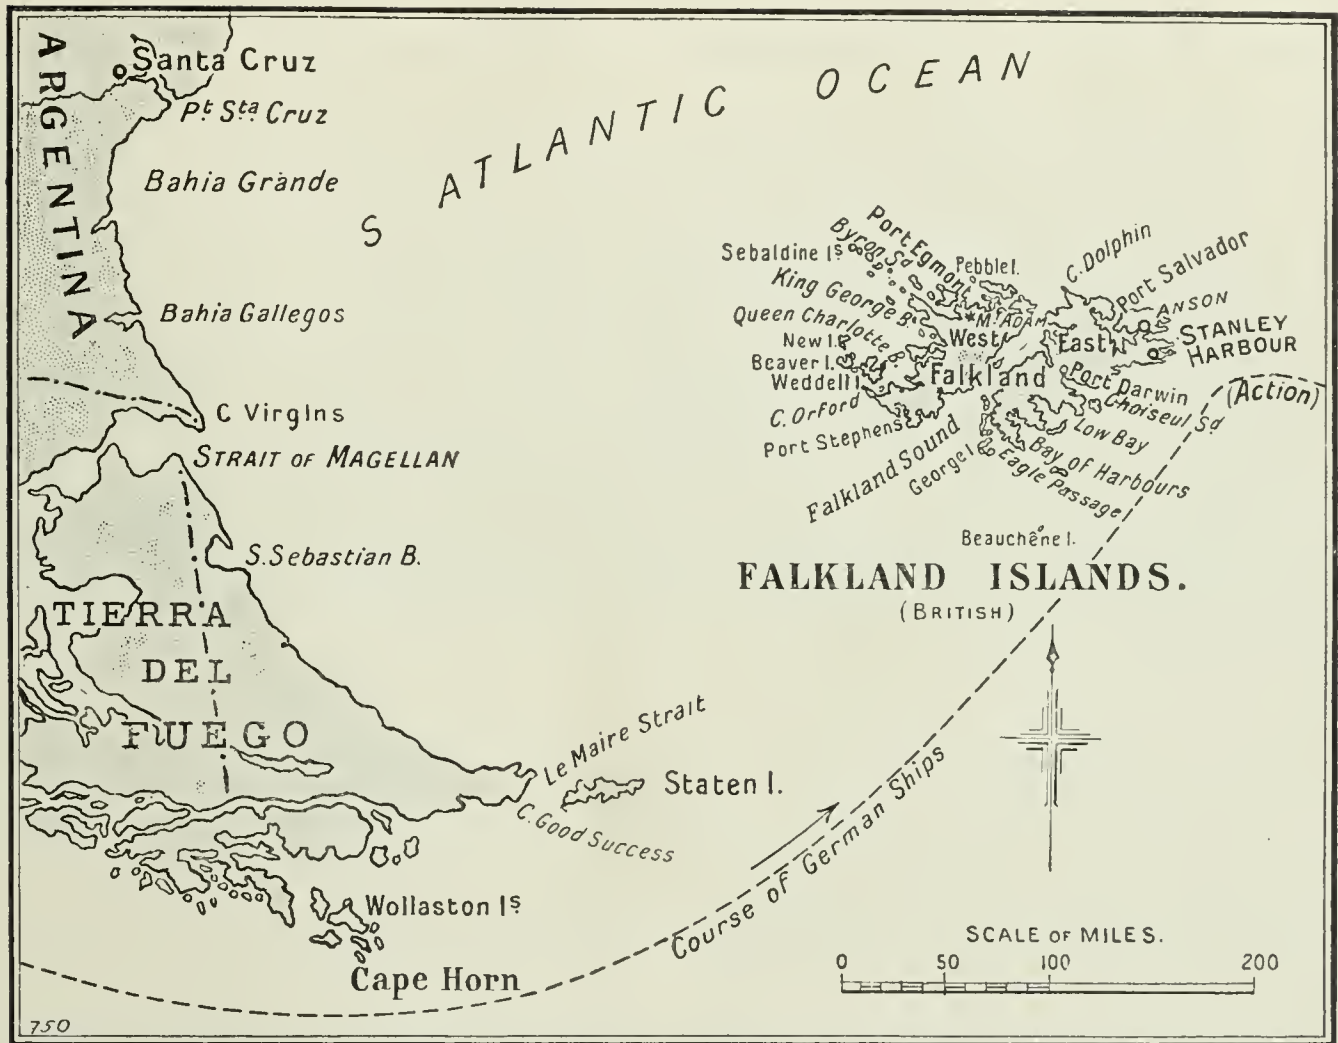 ARGENTINA
Santa Cruz
Pt. Sta. Cruz
Bahia Grande
Bahia Gallegos
C Virgins
STRAIT OF MAGELLAN
S. Sebastian B.
TIERRA
DEL
FUEGO
Le Maire Strait
Staten I.
C. Good Success
Wollaston Is.
Cape Horn
S ATLANTIC OCEAN
Port Egmont
Byron Sd
Sebaldine Is.
Pebble I.
King George B.
Queen Charlotte B.
New I.
Beaver I.
Weddell I.
C. Orford
Port Stephens
Mt. ADAM
West
East
Falkland
C. Dolphin
Port Salvador
ANSON
STANLEY
HARBOUR
Port Darwin
Choiseul Sd
(Action)
Low Bay
Bay of Harbours
Eagle Passage
George I
Falkland Sound
Beauchêne I.
FALKLAND ISLANDS.
(BRITISH)
Course of German Ships
SCALE OF MILES.
0 50 100 200
750